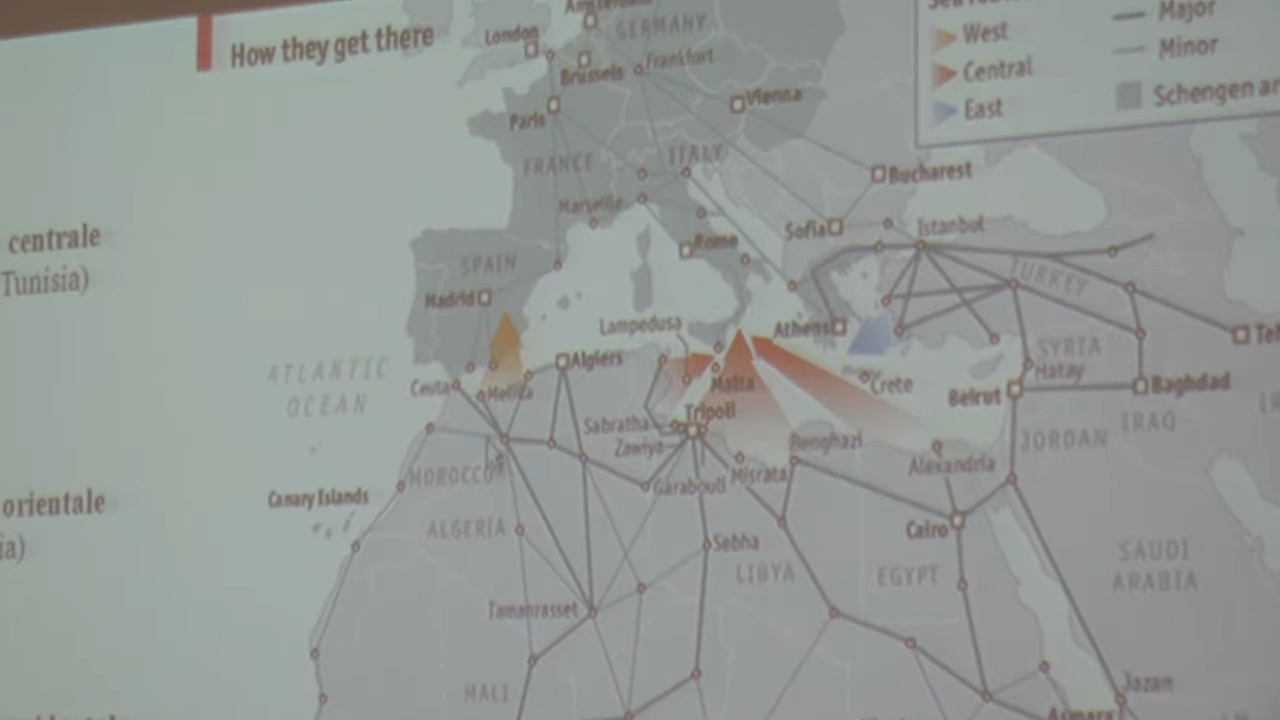 How they get there
West
Central
East
Major
Minor
Schengen
London
Brussels
GERMANY
Frankfurt
Paris
Vienna
FRANCE
ITALY
Bucharest
Marseille
Rome
Sofia
Istanbul
SPAIN
Madrid
TURKEY
centrale
Tunisia)
Lampedusa
Athens
ATLANTIC
OCEAN
Ceuta
Melilla
Algiers
Malta
Crete
SYRIA
Hatay
Beirut
Baghdad
IRAQ
JORDAN
Sabratha
Zawiya
Tripoli
Misrata
Benghazi
Alexandria
MOROCCO
Garabouli
Canary Islands
orientale
ALGERIA
Sebha
LIBYA
Cairo
EGYPT
SAUDI
ARABIA
Tamanrasset
MALI
Jazan
Asmara